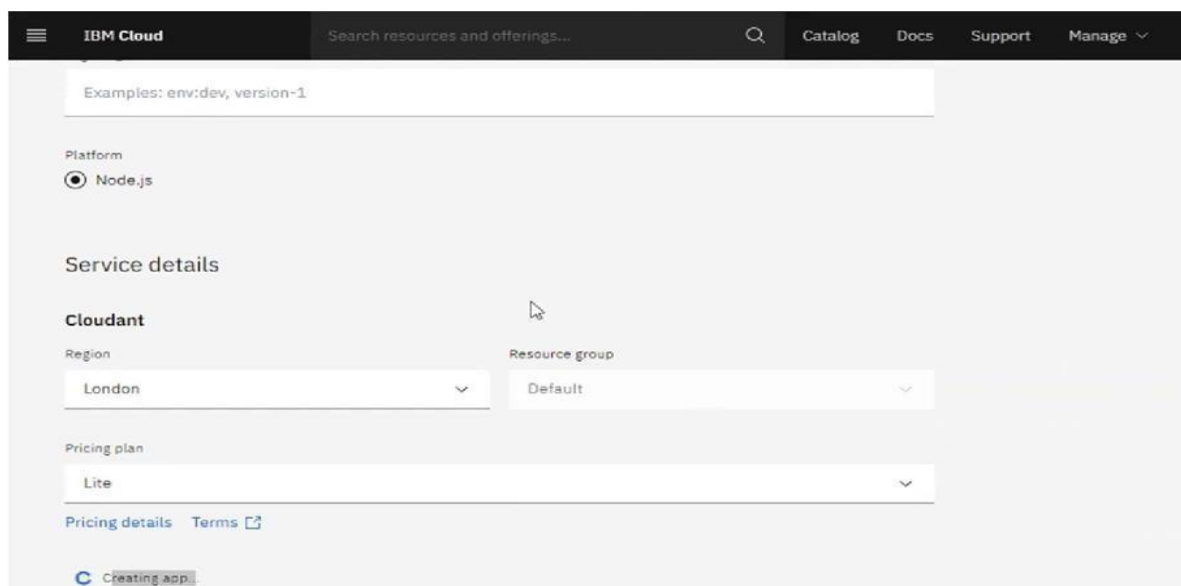 IBM Cloud Search resources and offerings... Catalog Docs Support Manage
Examples: env:dev, version-1
Platform
Node.js
Service details
Cloudant
Region Resource group
London Default
Pricing plan
Lite
Pricing details Terms
Creating app...